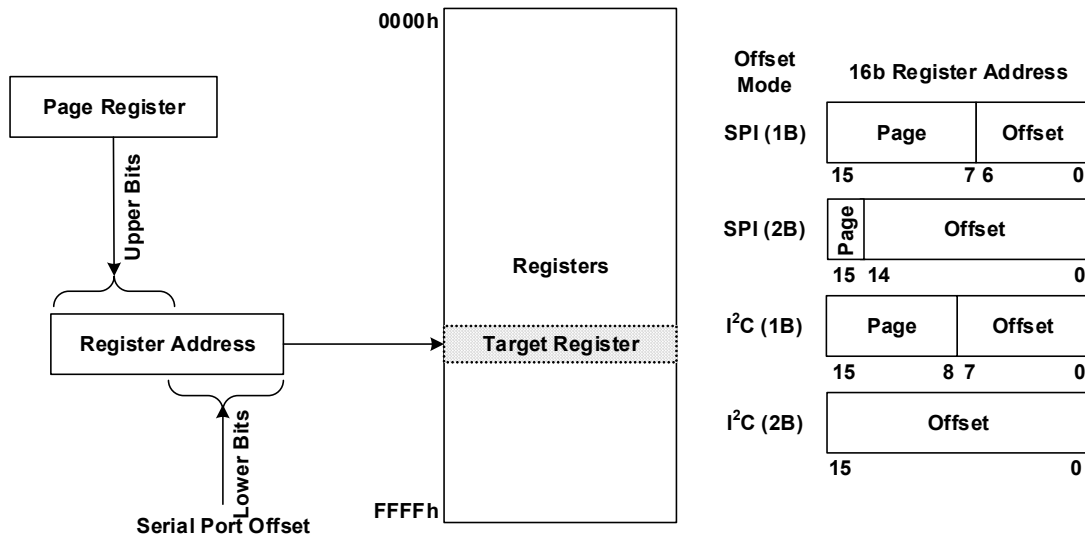 0000h
Page Register
Upper Bits
Register Address
Lower Bits
Serial Port Offset
Registers
Target Register
FFFFh
Offset
Mode
16b Register Address
SPI (1B)
Page
Offset
15
7
6
0
SPI (2B)
Page
Offset
15
14
0
I²C (1B)
Page
Offset
15
8
7
0
I²C (2B)
Offset
15
0